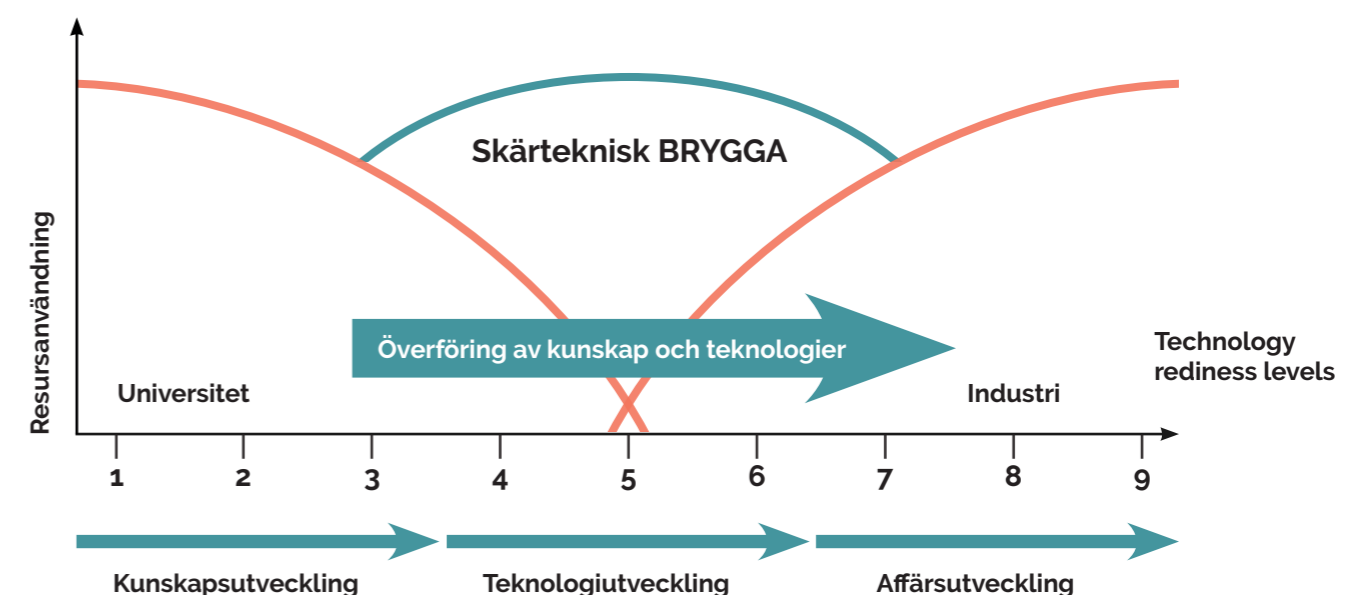 Skärteknisk BRYGGA
Resursanvändning
Överföring av kunskap och teknologier
Technology
rediness levels
Universitet
Industri
1 2 3 4 5 6 7 8 9
Kunskapsutveckling
Teknologiutveckling
Affärsutveckling